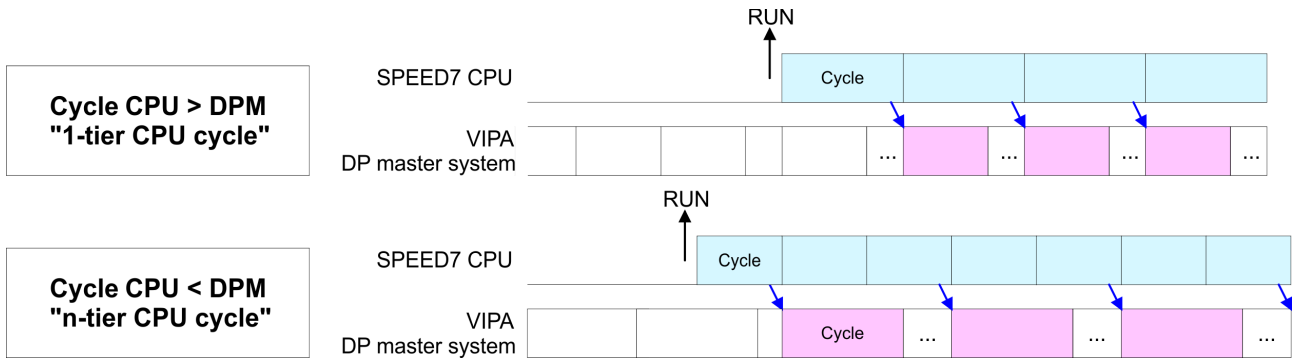 RUN
Cycle CPU > DPM
"1-tier CPU cycle"
SPEED7 CPU
Cycle
VIPA
DP master system
... ... ... ...
RUN
Cycle CPU < DPM
"n-tier CPU cycle"
SPEED7 CPU
Cycle
VIPA
DP master system
Cycle ... ... ...